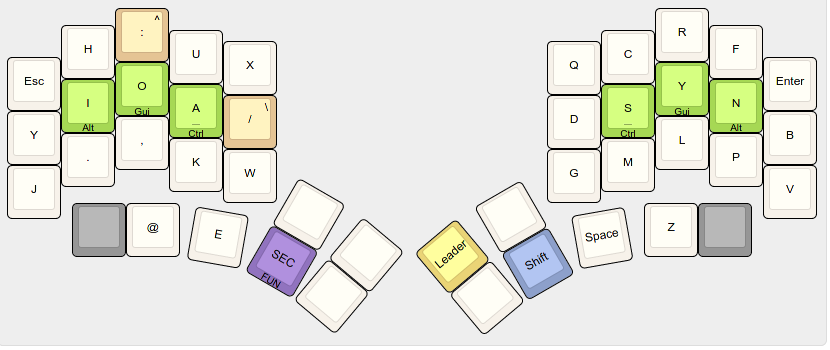 Esc
H
^
:
U
X
Q
C
R
F
Enter
Y
I
Alt
O
Gui
A
_
Ctrl
\
/
D
S
_
Ctrl
Y
Gui
N
Alt
B
J
.
,
K
W
G
M
L
P
V
@
E
SEC
FUN
Leader
Shift
Space
Z